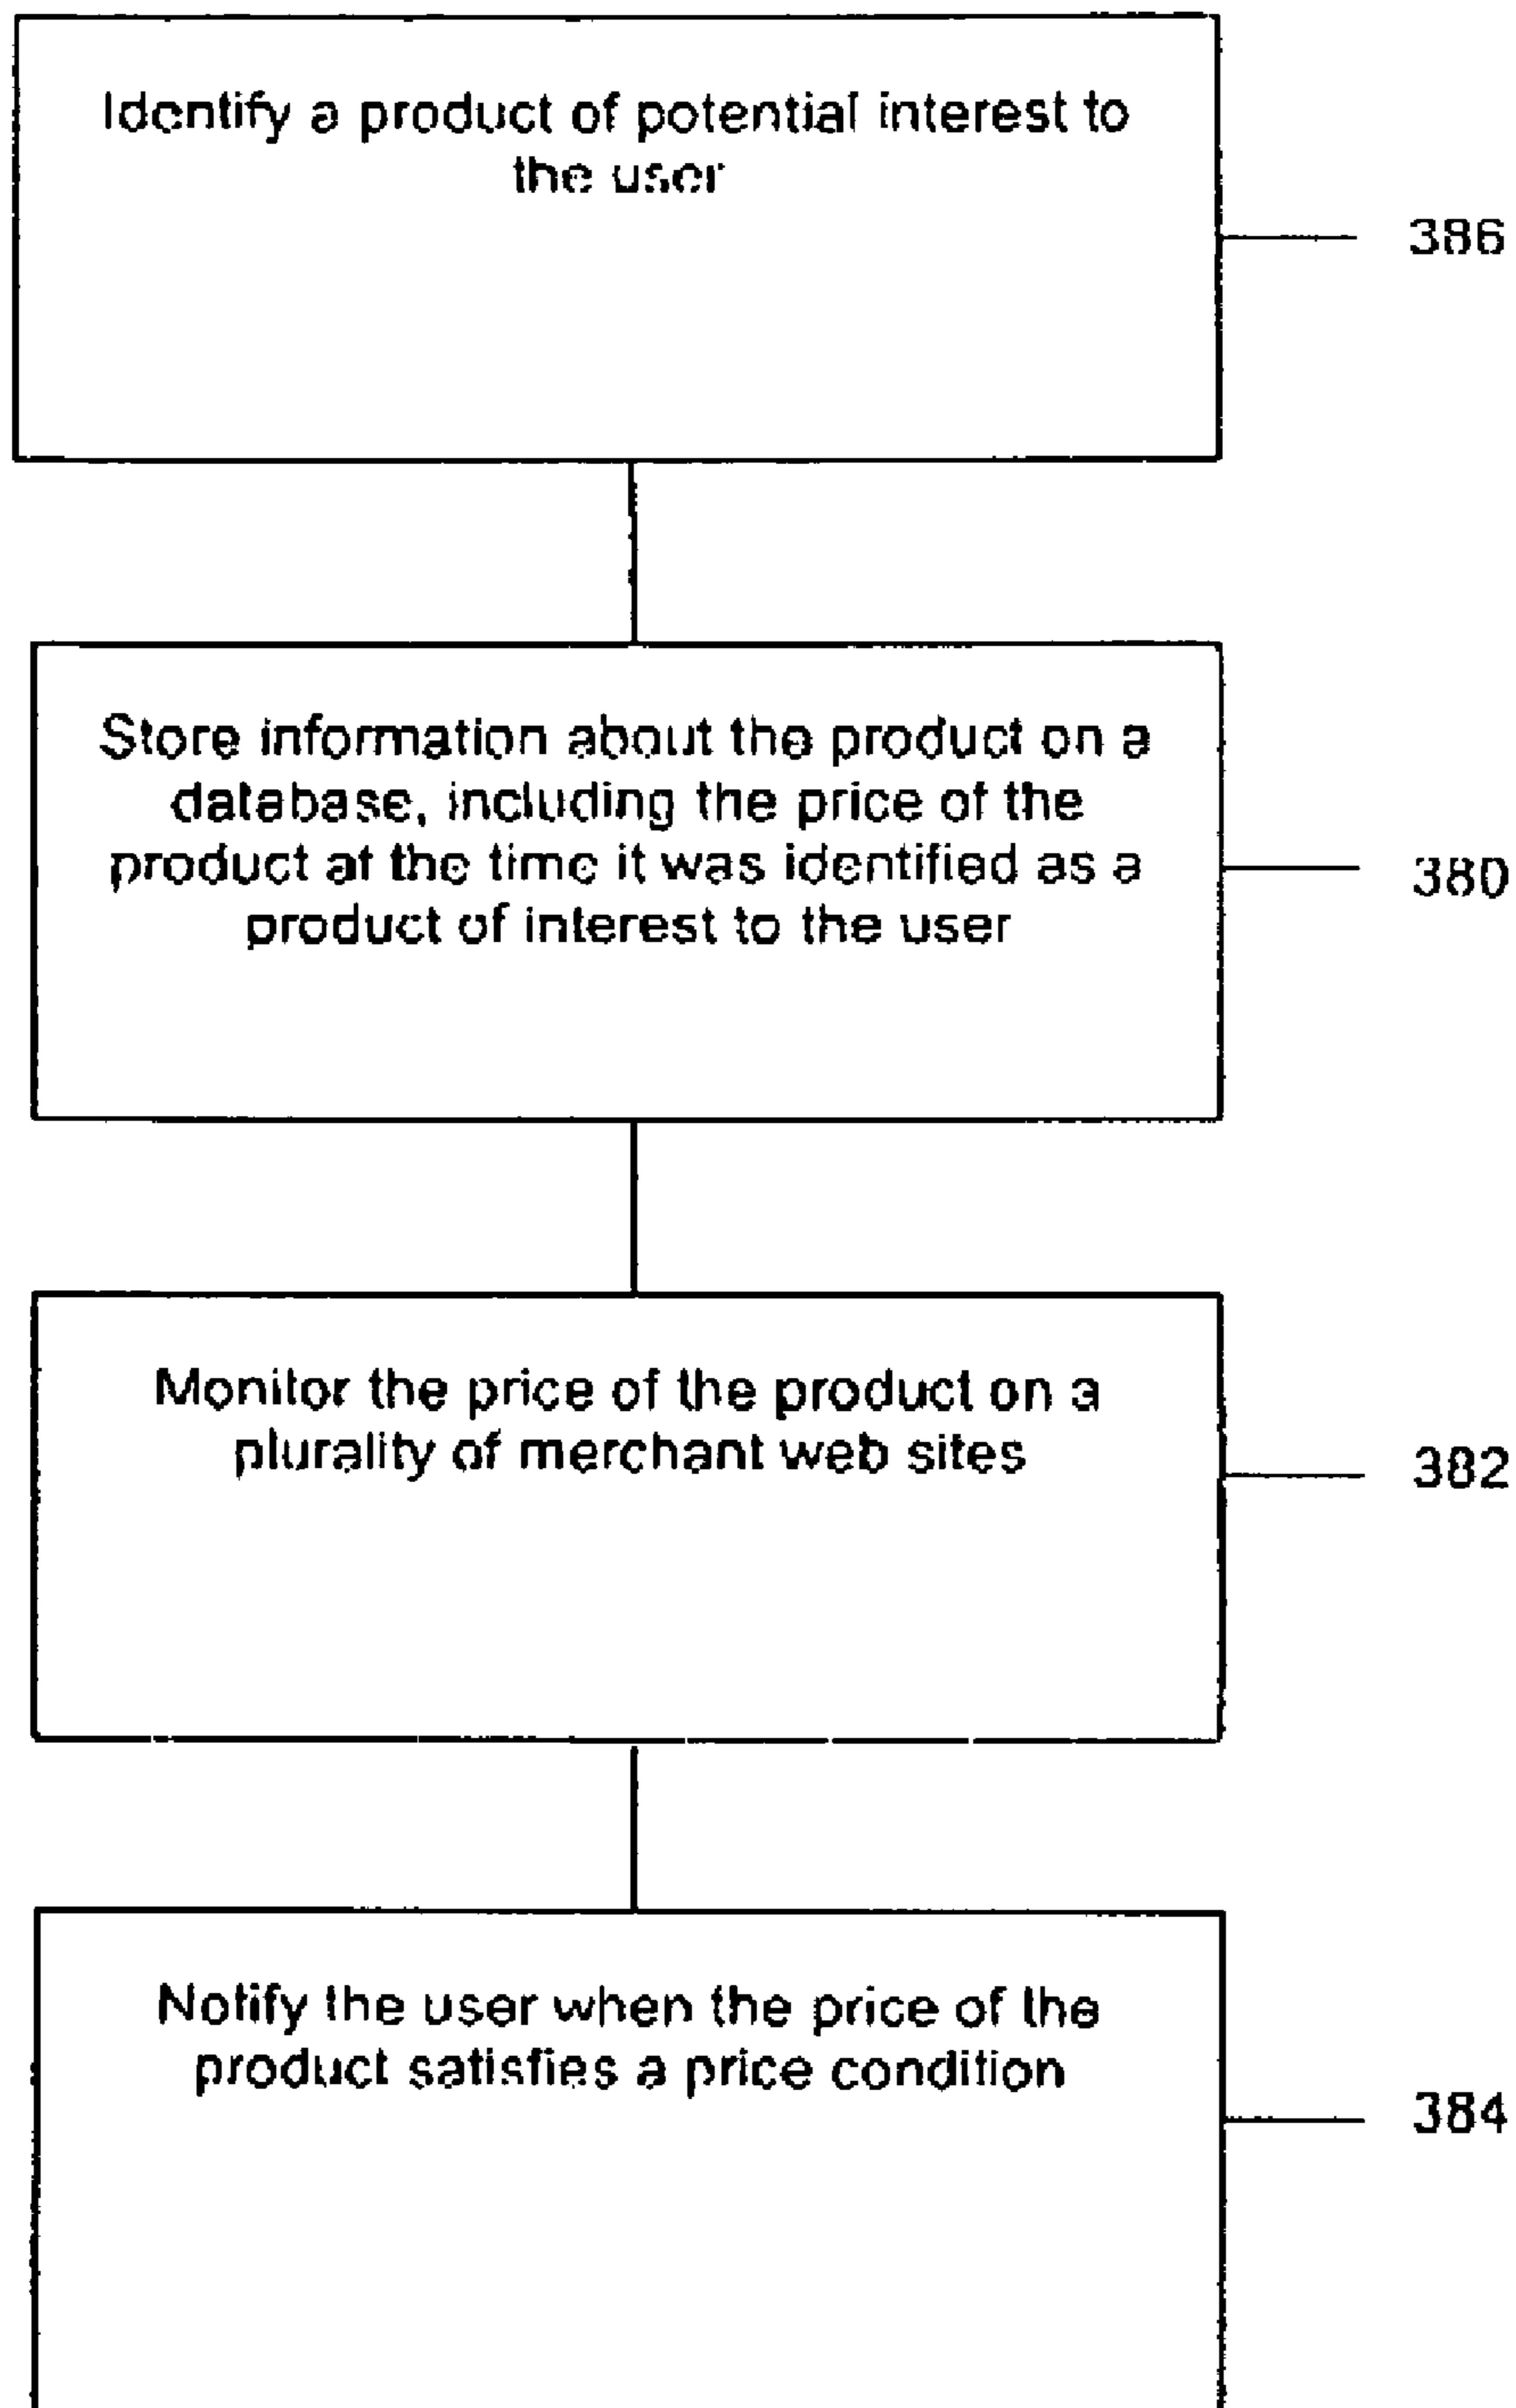 Identify a product of potential interest to
the user
386
Store information about the product on a
database, including the price of the
product at the time it was identified as a
product of interest to the user
380
Monitor the price of the product on a
plurality of merchant web sites
382
Notify the user when the price of the
product satisfies a price condition
384